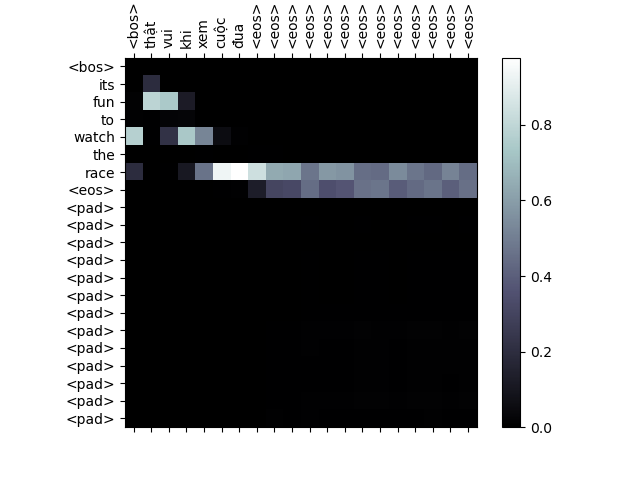 <bos> thật vui khi xem cuộc đua <eos> <eos> <eos> <eos> <eos> <eos> <eos> <eos> <eos> <eos> <eos> <eos> <eos>
<bos>
its
fun
to
watch
the
race
<eos>
<pad>
<pad>
<pad>
<pad>
<pad>
<pad>
<pad>
<pad>
<pad>
<pad>
<pad>
<pad>
<pad>
0.8
0.6
0.4
0.2
0.0